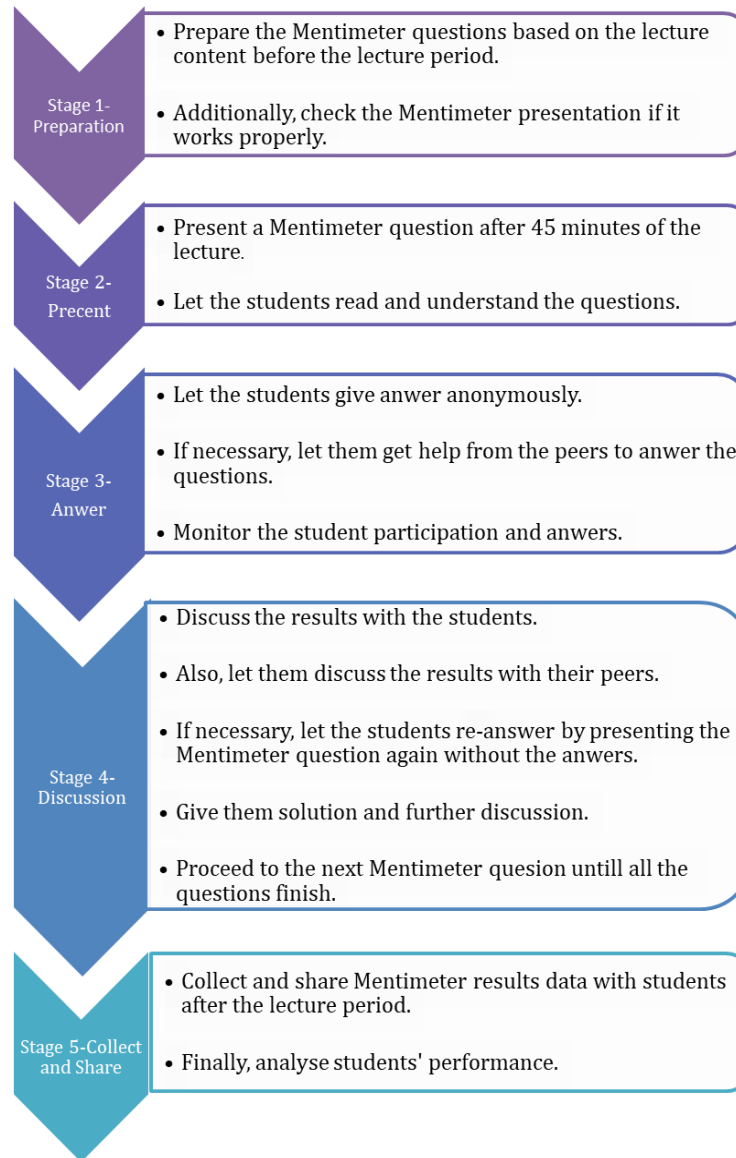 Stage 1-
Preparation
• Prepare the Mentimeter questions based on the lecture
content before the lecture period.
• Additionally, check the Mentimeter presentation if it
works properly.
Stage 2-
Precent
• Present a Mentimeter question after 45 minutes of the
lecture.
• Let the students read and understand the questions.
Stage 3-
Anwer
• Let the students give anwer anonymously.
• If necessary, let them get help from the peers to anwer the
questions.
• Monitor the student participation and anwers.
Stage 4-
Discussion
• Discuss the results with the students.
• Also, let them discuss the results with their peers.
• If necessary, let the students re-answer by presenting the
Mentimeter question again without the anwers.
• Give them solution and further discussion.
• Proceed to the next Mentimeter quesion untill all the
questions finish.
Stage 5-Collect
and Share
• Collect and share Mentimeter results data with students
after the lecture period.
• Finally, analyse students' performance.